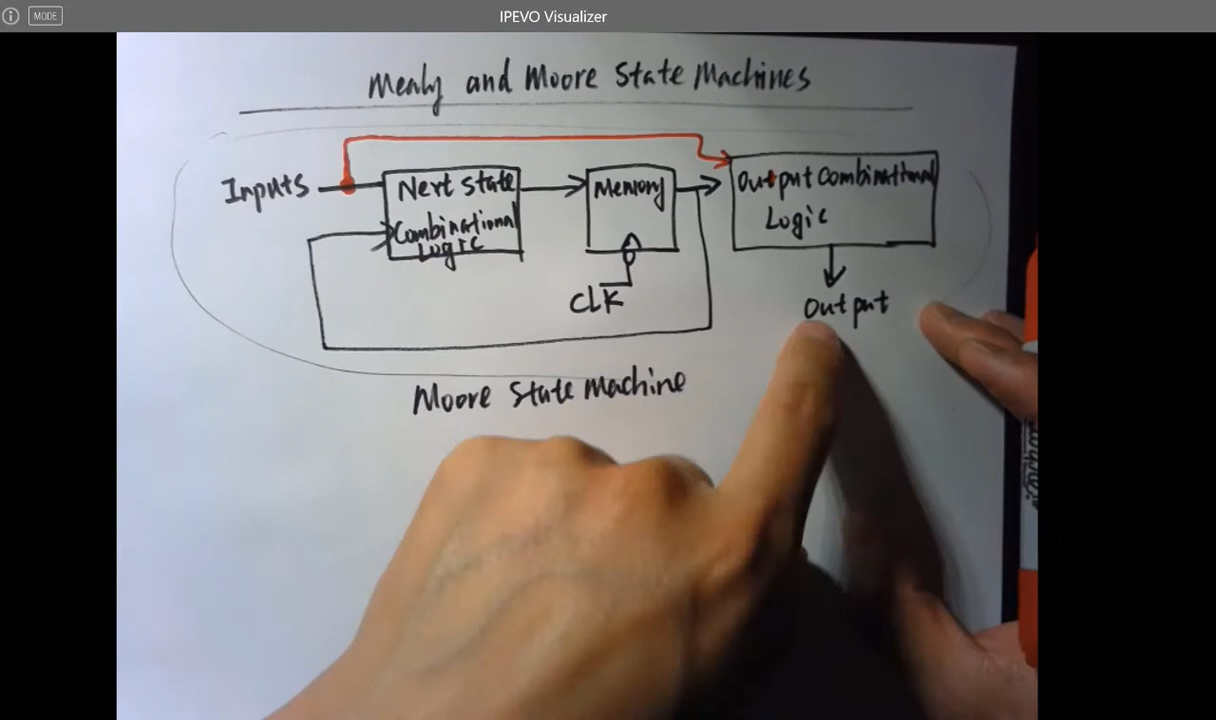 MODE
IPEVO Visualizer
Mealy and Moore State Machines
Inputs
Next State
Combinational
Logic
Memory
CLK
Output Combinational
Logic
Output
Moore State Machine